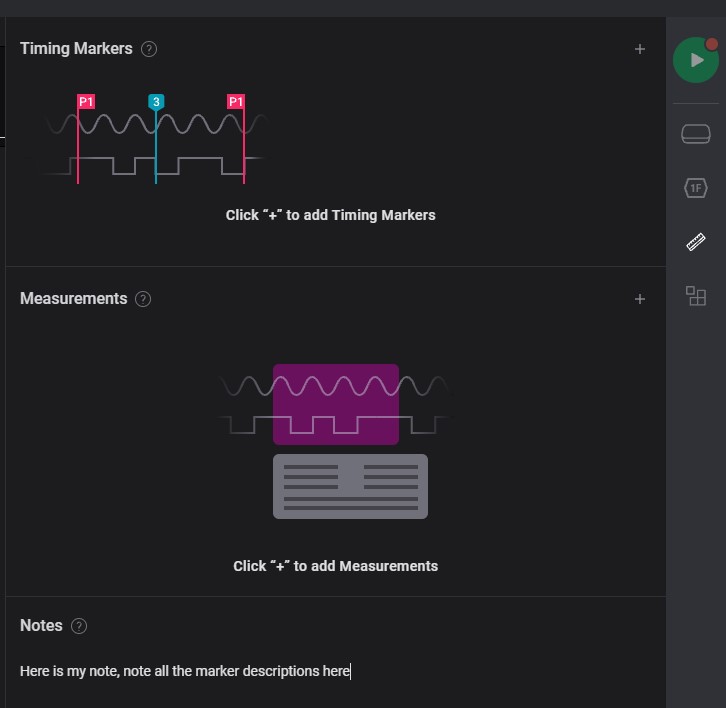 Timing Markers ?
+
P1 3 P1
Click “+” to add Timing Markers
1F
Measurements ?
+
Click “+” to add Measurements
Notes ?
Here is my note, note all the marker descriptions here